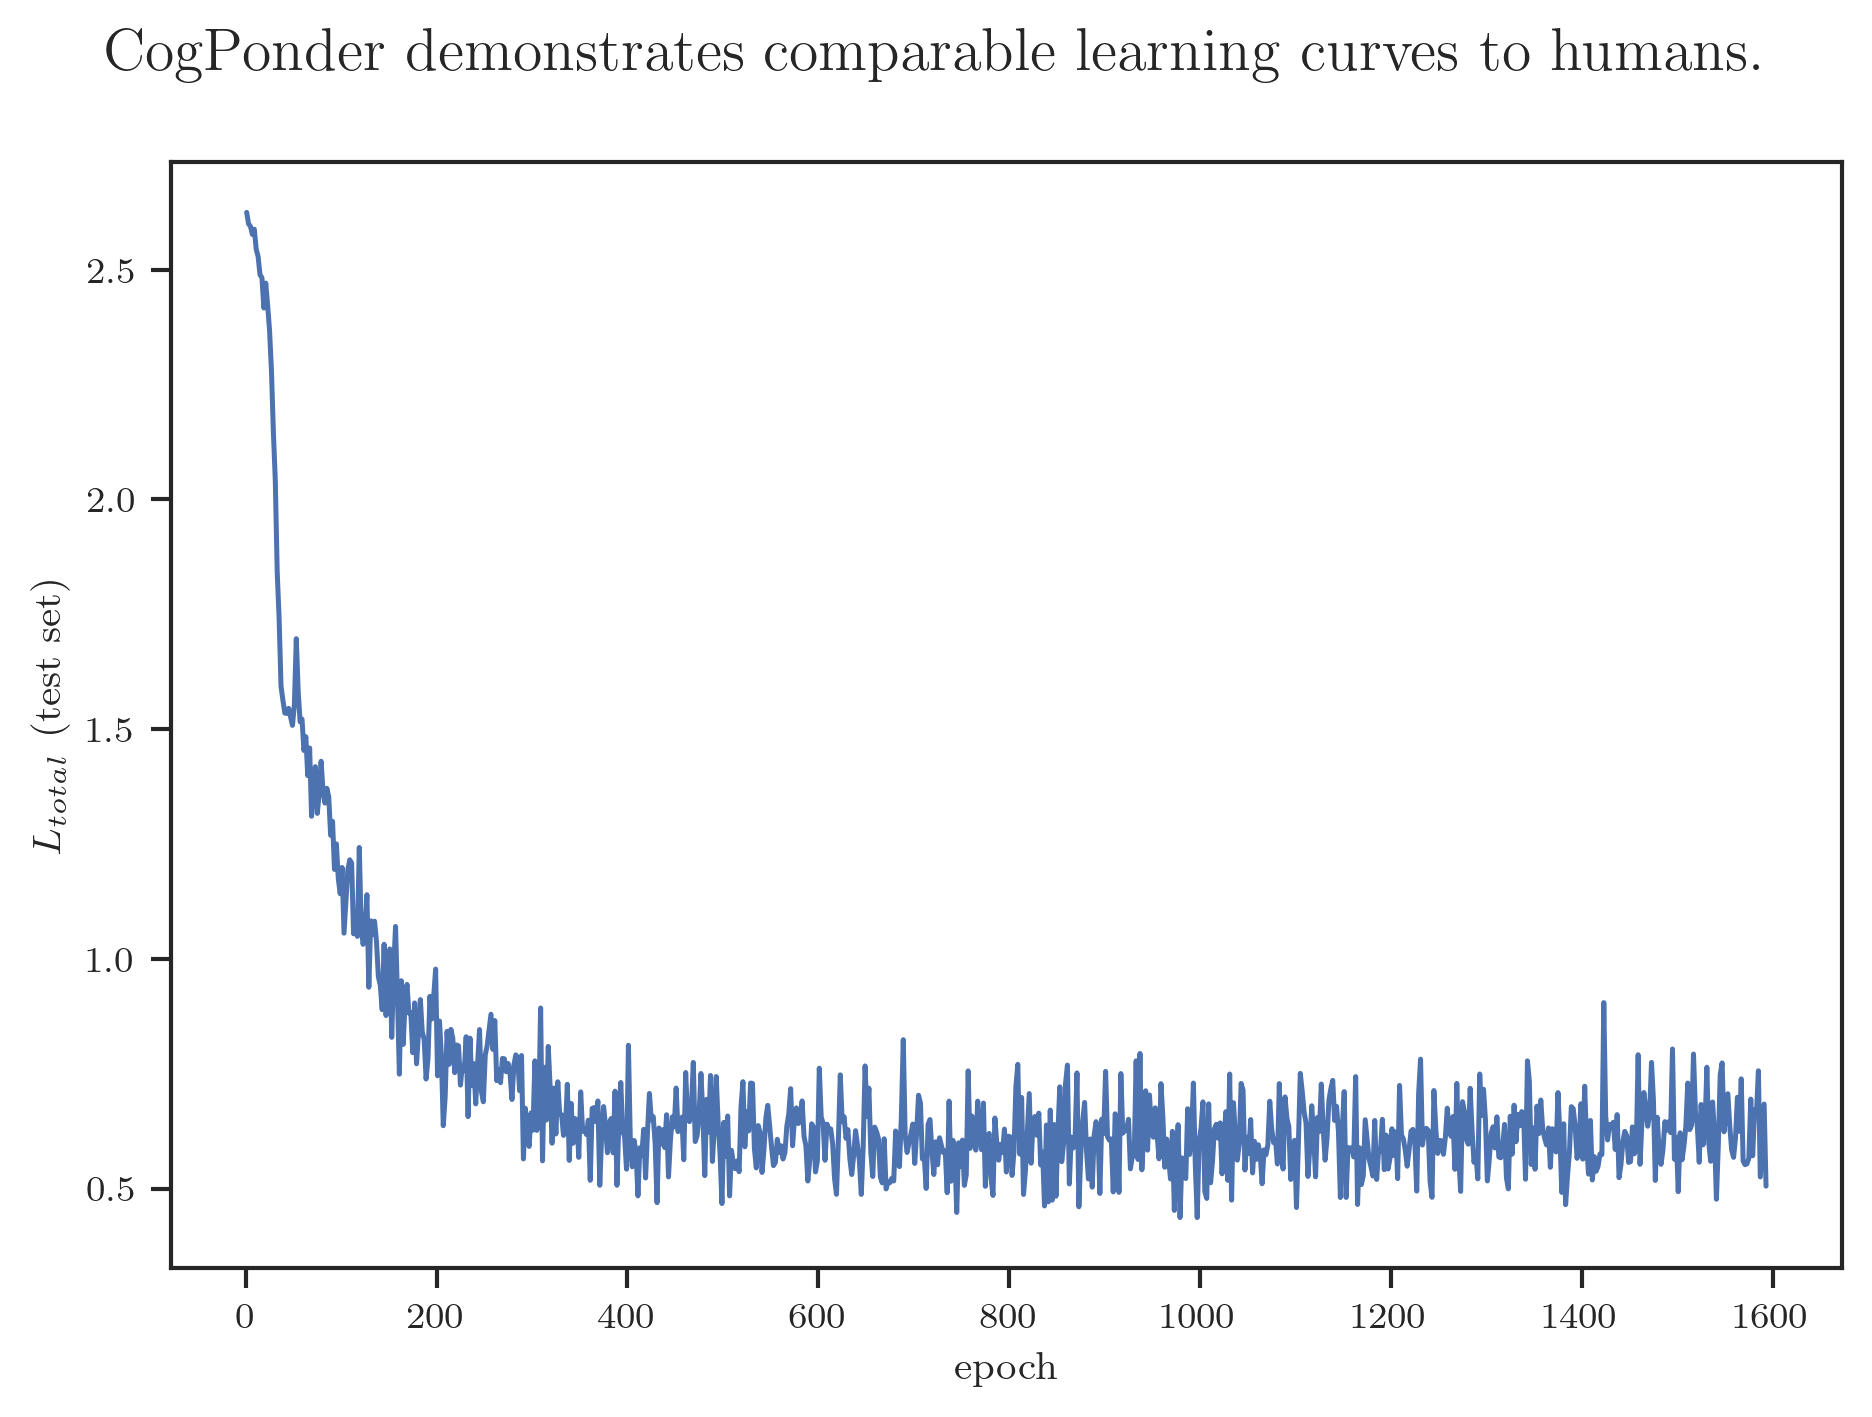 CogPonder demonstrates comparable learning curves to humans.
2.5
2.0
1.5
1.0
0.5
L_total (test set)
0 200 400 600 800 1000 1200 1400 1600
epoch